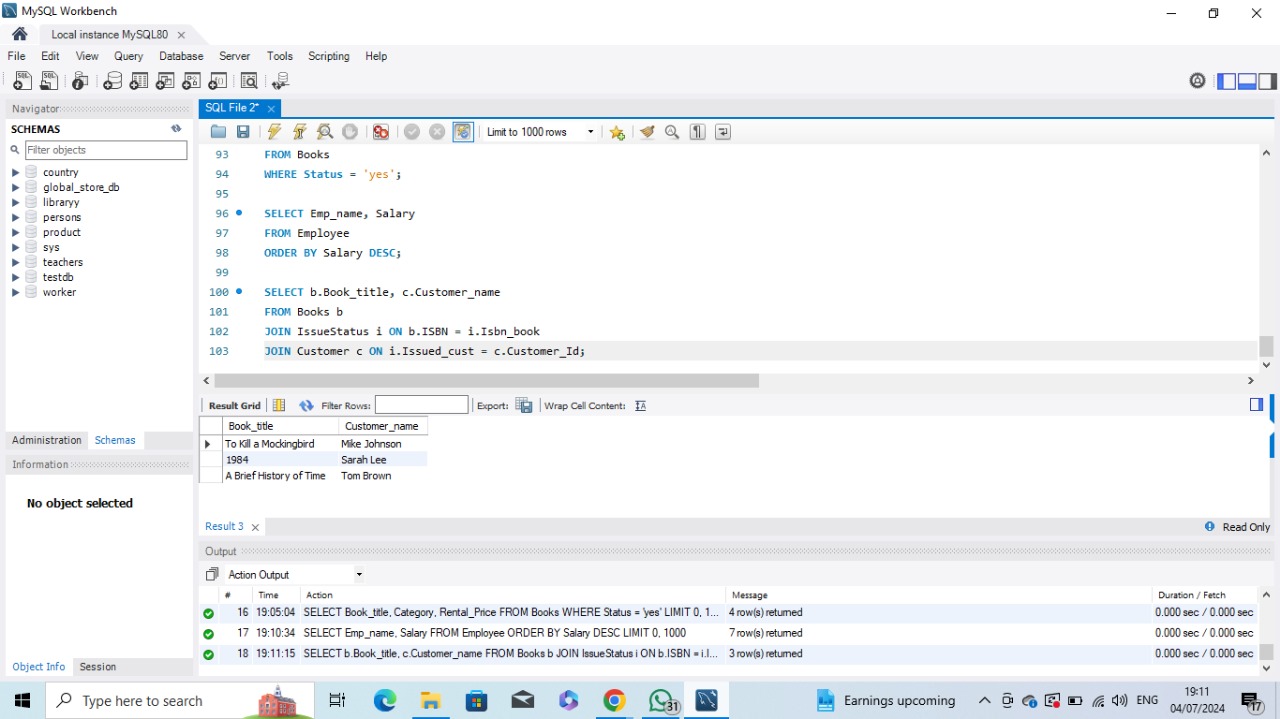 MySQL Workbench
Local instance MySQL80
File Edit View Query Database Server Tools Scripting Help
Navigator
SCHEMAS
Filter objects
country
global_store_db
libraryy
persons
product
sys
teachers
testdb
worker
Administration Schemas
Information
No object selected
Object Info Session
SQL File 2*
Limit to 1000 rows
93 FROM Books
94 WHERE Status = 'yes';
95
96 SELECT Emp_name, Salary
97 FROM Employee
98 ORDER BY Salary DESC;
99
100 SELECT b.Book_title, c.Customer_name
101 FROM Books b
102 JOIN IssueStatus i ON b.ISBN = i.Isbn_book
103 JOIN Customer c ON i.Issued_cust = c.Customer_Id;
Result Grid Filter Rows: Export: Wrap Cell Content:
Book_title Customer_name
To Kill a Mockingbird Mike Johnson
1984 Sarah Lee
A Brief History of Time Tom Brown
Result 3 Read Only
Output
Action Output
# Time Action Message Duration / Fetch
16 19:05:04 SELECT Book_title, Category, Rental_Price FROM Books WHERE Status = 'yes' LIMIT 0, 1... 4 row(s) returned 0.000 sec / 0.000 sec
17 19:10:34 SELECT Emp_name, Salary FROM Employee ORDER BY Salary DESC LIMIT 0, 1000 7 row(s) returned 0.000 sec / 0.000 sec
18 19:11:15 SELECT b.Book_title, c.Customer_name FROM Books b JOIN IssueStatus i ON b.ISBN = i.I... 3 row(s) returned 0.000 sec / 0.000 sec
Type here to search
31
Earnings upcoming
ENG
9:11
04/07/2024
17